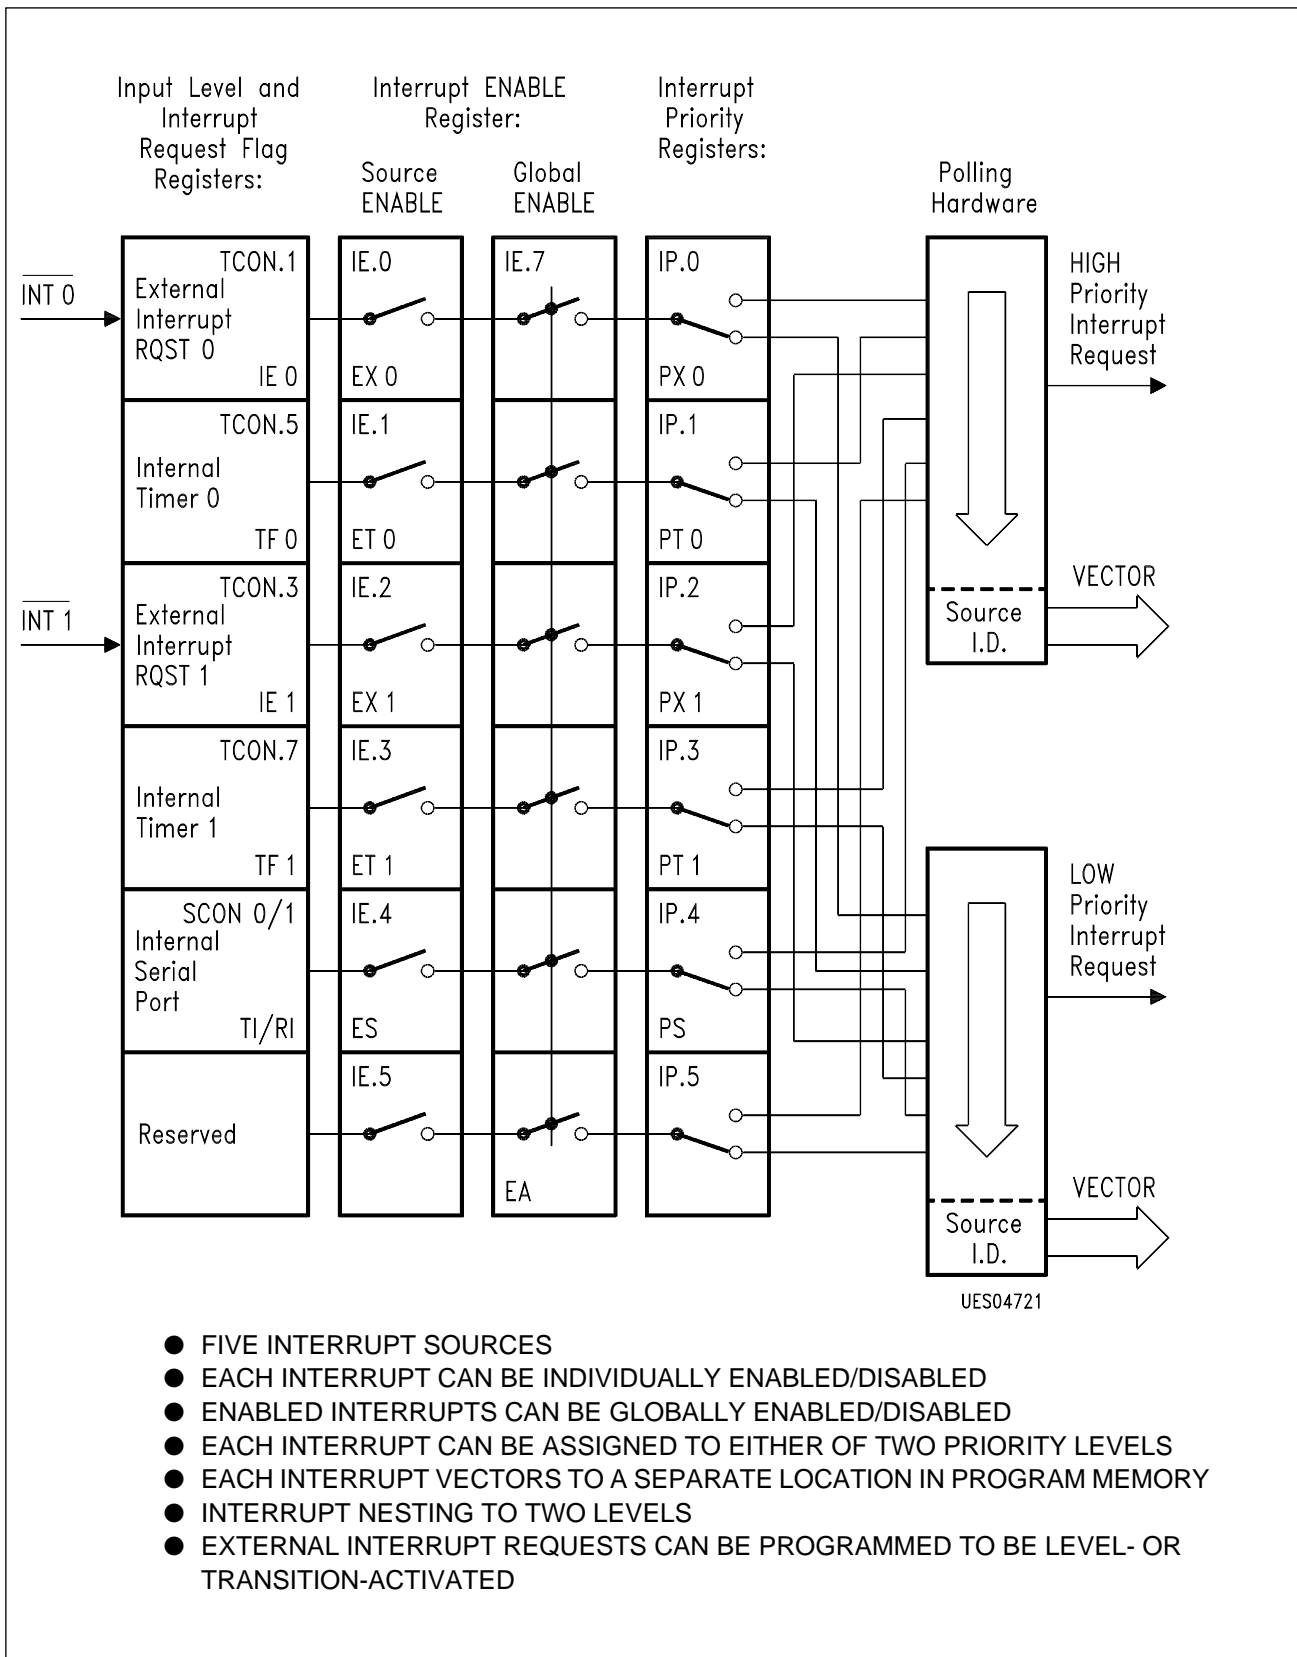 Input Level and
Interrupt
Request Flag
Registers:
Interrupt ENABLE
Register:
Source
ENABLE
Global
ENABLE
Interrupt
Priority
Registers:
Polling
Hardware
INT 0
TCON.1
External
Interrupt
RQST 0
IE 0
IE.0
EX 0
IE.7
IP.0
PX 0
HIGH
Priority
Interrupt
Request
TCON.5
Internal
Timer 0
TF 0
IE.1
ET 0
IP.1
PT 0
INT 1
TCON.3
External
Interrupt
RQST 1
IE 1
IE.2
EX 1
IP.2
PX 1
VECTOR
Source
I.D.
TCON.7
Internal
Timer 1
TF 1
IE.3
ET 1
IP.3
PT 1
SCON 0/1
Internal
Serial
Port
TI/RI
IE.4
ES
IP.4
PS
LOW
Priority
Interrupt
Request
Reserved
IE.5
EA
IP.5
VECTOR
Source
I.D.
UES04721
● FIVE INTERRUPT SOURCES
● EACH INTERRUPT CAN BE INDIVIDUALLY ENABLED/DISABLED
● ENABLED INTERRUPTS CAN BE GLOBALLY ENABLED/DISABLED
● EACH INTERRUPT CAN BE ASSIGNED TO EITHER OF TWO PRIORITY LEVELS
● EACH INTERRUPT VECTORS TO A SEPARATE LOCATION IN PROGRAM MEMORY
● INTERRUPT NESTING TO TWO LEVELS
● EXTERNAL INTERRUPT REQUESTS CAN BE PROGRAMMED TO BE LEVEL- OR
TRANSITION-ACTIVATED